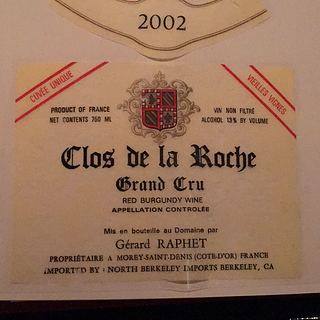 2002
CUVÉE UNIQUE
VIEILLES VIGNES
PRODUCT OF FRANCE
NET CONTENTS 750 ML
VIN NON FILTRÉ
ALCOHOL 13% BY VOLUME
Clos de la Roche
Grand Cru
RED BURGUNDY WINE
APPELLATION CONTROLÉE
Mis en bouteille au Domaine par
Gérard RAPHET
PROPRIÉTAIRE A MOREY-SAINT-DENIS (COTE-D'OR) FRANCE
IMPORTED BY : NORTH BERKELEY IMPORTS BERKELEY, CA